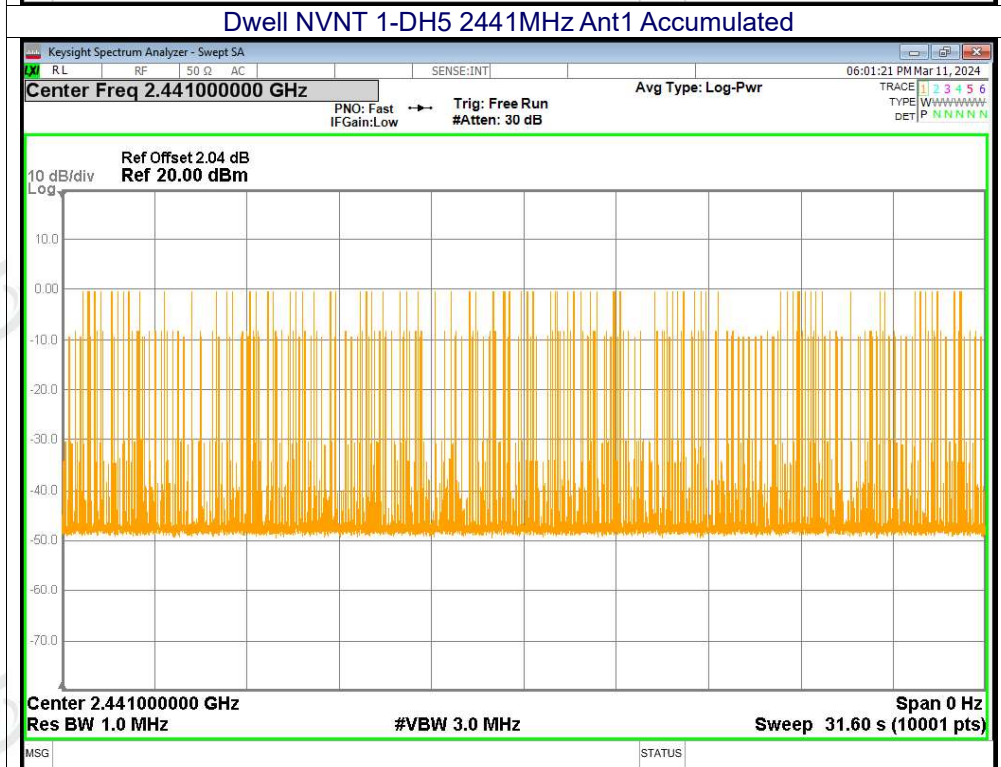 Dwell NVNT 1-DH5 2441MHz Ant1 Accumulated
Keysight Spectrum Analyzer - Swept SA
LXI RL RF 50 Ω AC SENSE:INT 06:01:21 PM Mar 11, 2024
Center Freq 2.441000000 GHz Avg Type: Log-Pwr TRACE 1 2 3 4 5 6
PNO: Fast Trig: Free Run TYPE WWWWWWW
IFGain:Low #Atten: 30 dB DET P N N N N N
Ref Offset 2.04 dB
10 dB/div Ref 20.00 dBm
Log
10.0
0.00
-10.0
-20.0
-30.0
-40.0
-50.0
-60.0
-70.0
Center 2.441000000 GHz Span 0 Hz
Res BW 1.0 MHz #VBW 3.0 MHz Sweep 31.60 s (10001 pts)
MSG STATUS